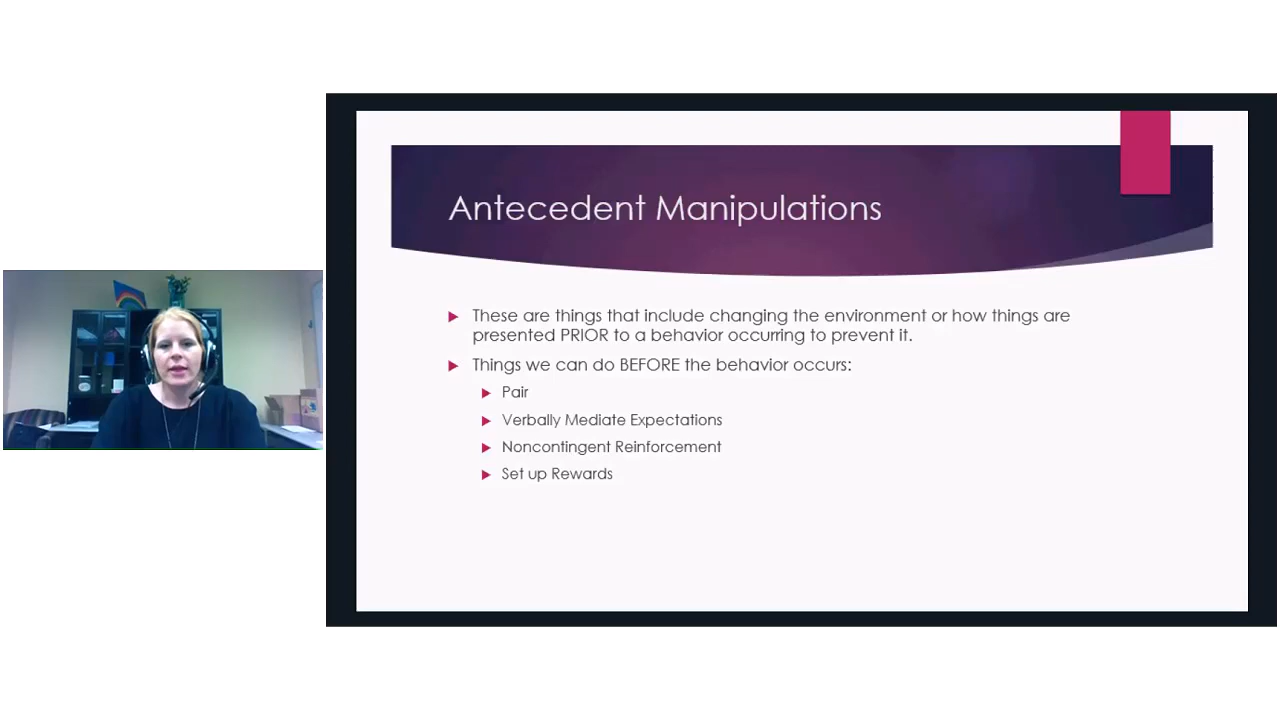 Antecedent Manipulations
These are things that include changing the environment or how things are
presented PRIOR to a behavior occurring to prevent it.
Things we can do BEFORE the behavior occurs:
Pair
Verbally Mediate Expectations
Noncontingent Reinforcement
Set up Rewards